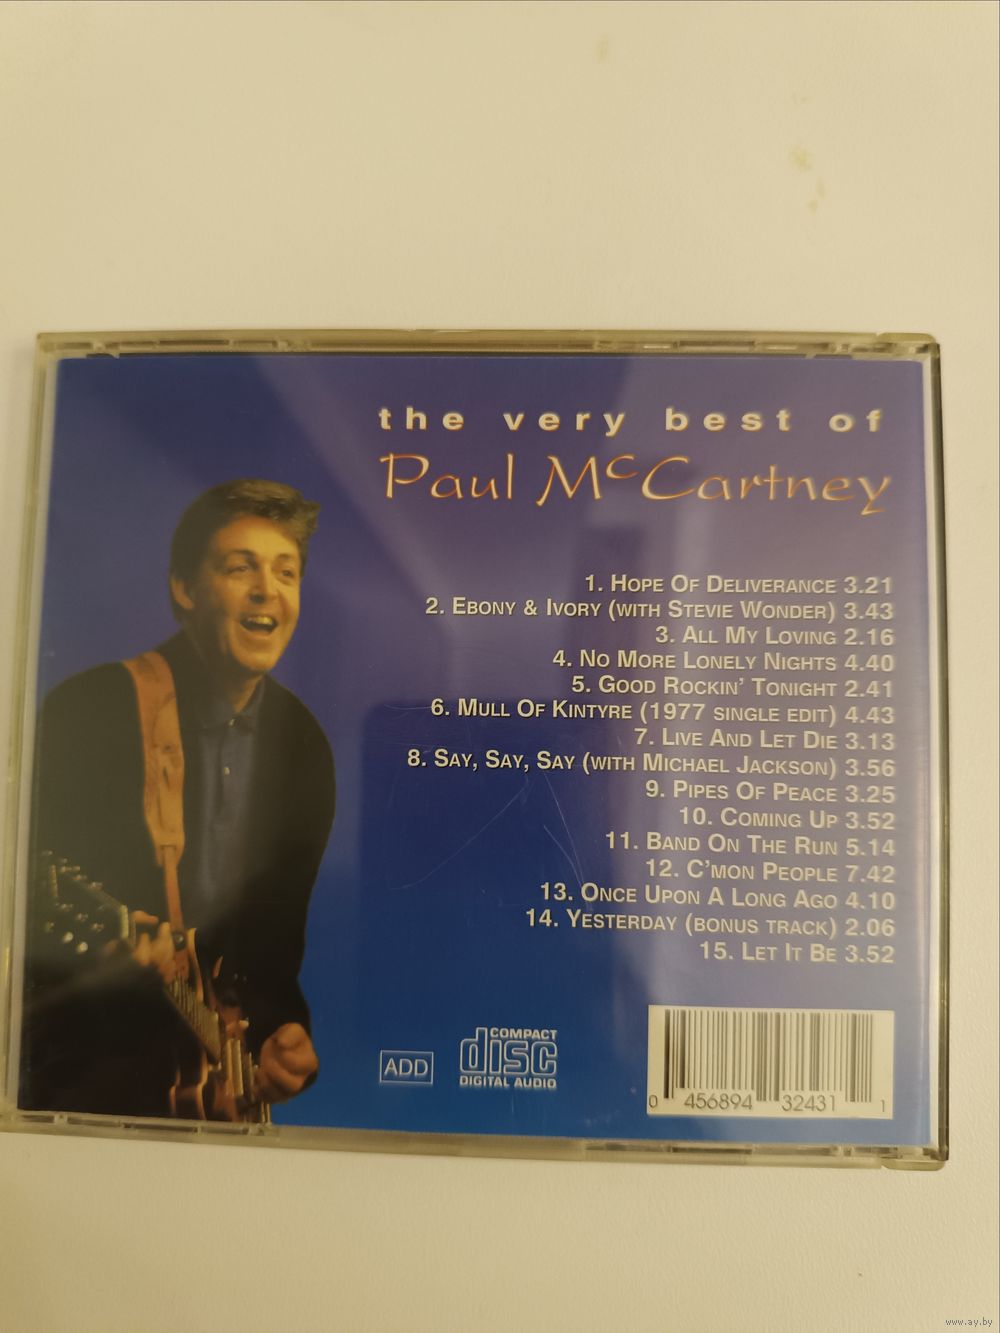 the very best of
Paul McCartney
1. HOPE OF DELIVERANCE 3.21
2. EBONY & IVORY (WITH STEVIE WONDER) 3.43
3. ALL MY LOVING 2.16
4. NO MORE LONELY NIGHTS 4.40
5. GOOD ROCKIN' TONIGHT 2.41
6. MULL OF KINTYRE (1977 SINGLE EDIT) 4.43
7. LIVE AND LET DIE 3.13
8. SAY, SAY, SAY (WITH MICHAEL JACKSON) 3.56
9. PIPES OF PEACE 3.25
10. COMING UP 3.52
11. BAND ON THE RUN 5.14
12. C'MON PEOPLE 7.42
13. ONCE UPON A LONG AGO 4.10
14. YESTERDAY (BONUS TRACK) 2.06
15. LET IT BE 3.52
ADD
COMPACT
disc
DIGITAL AUDIO
0 456894 32431 1
www.ay.by